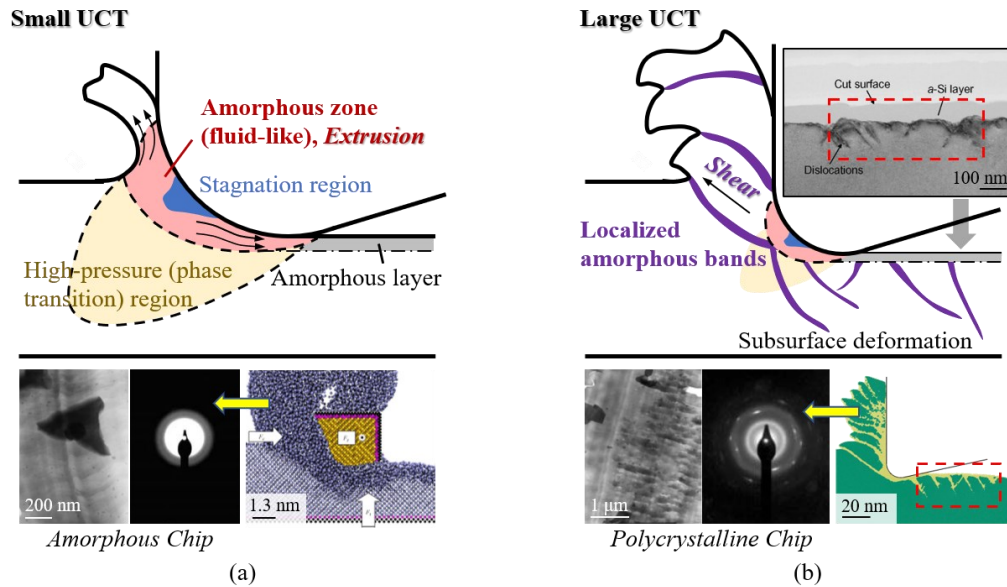 Small UCT
Amorphous zone
(fluid-like), Extrusion
Stagnation region
High-pressure (phase
transition) region
Amorphous layer
200 nm
1.3 nm
Amorphous Chip
(a)
Large UCT
Cut surface
a-Si layer
Dislocations
100 nm
Shear
Localized
amorphous bands
Subsurface deformation
1 μm
20 nm
Polycrystalline Chip
(b)